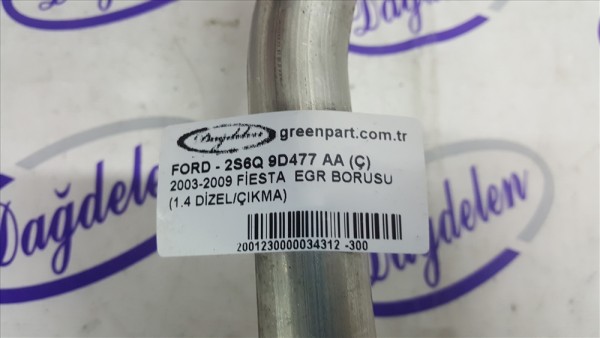 Dağdelen
Dağdelen
greenpart.com.tr
FORD - 2S6Q 9D477 AA (Ç)
2003-2009 FİESTA EGR BORUSU
(1.4 DİZEL/ÇIKMA)
2001230000034312 -300
Dağdelen
Dağdelen